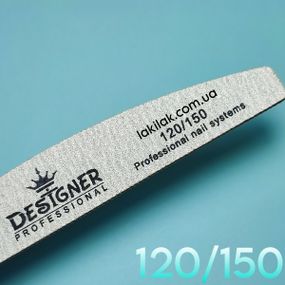 lakilak.com.ua
120/150
Professional nail systems
DESIGNER
PROFESSIONAL
120/150